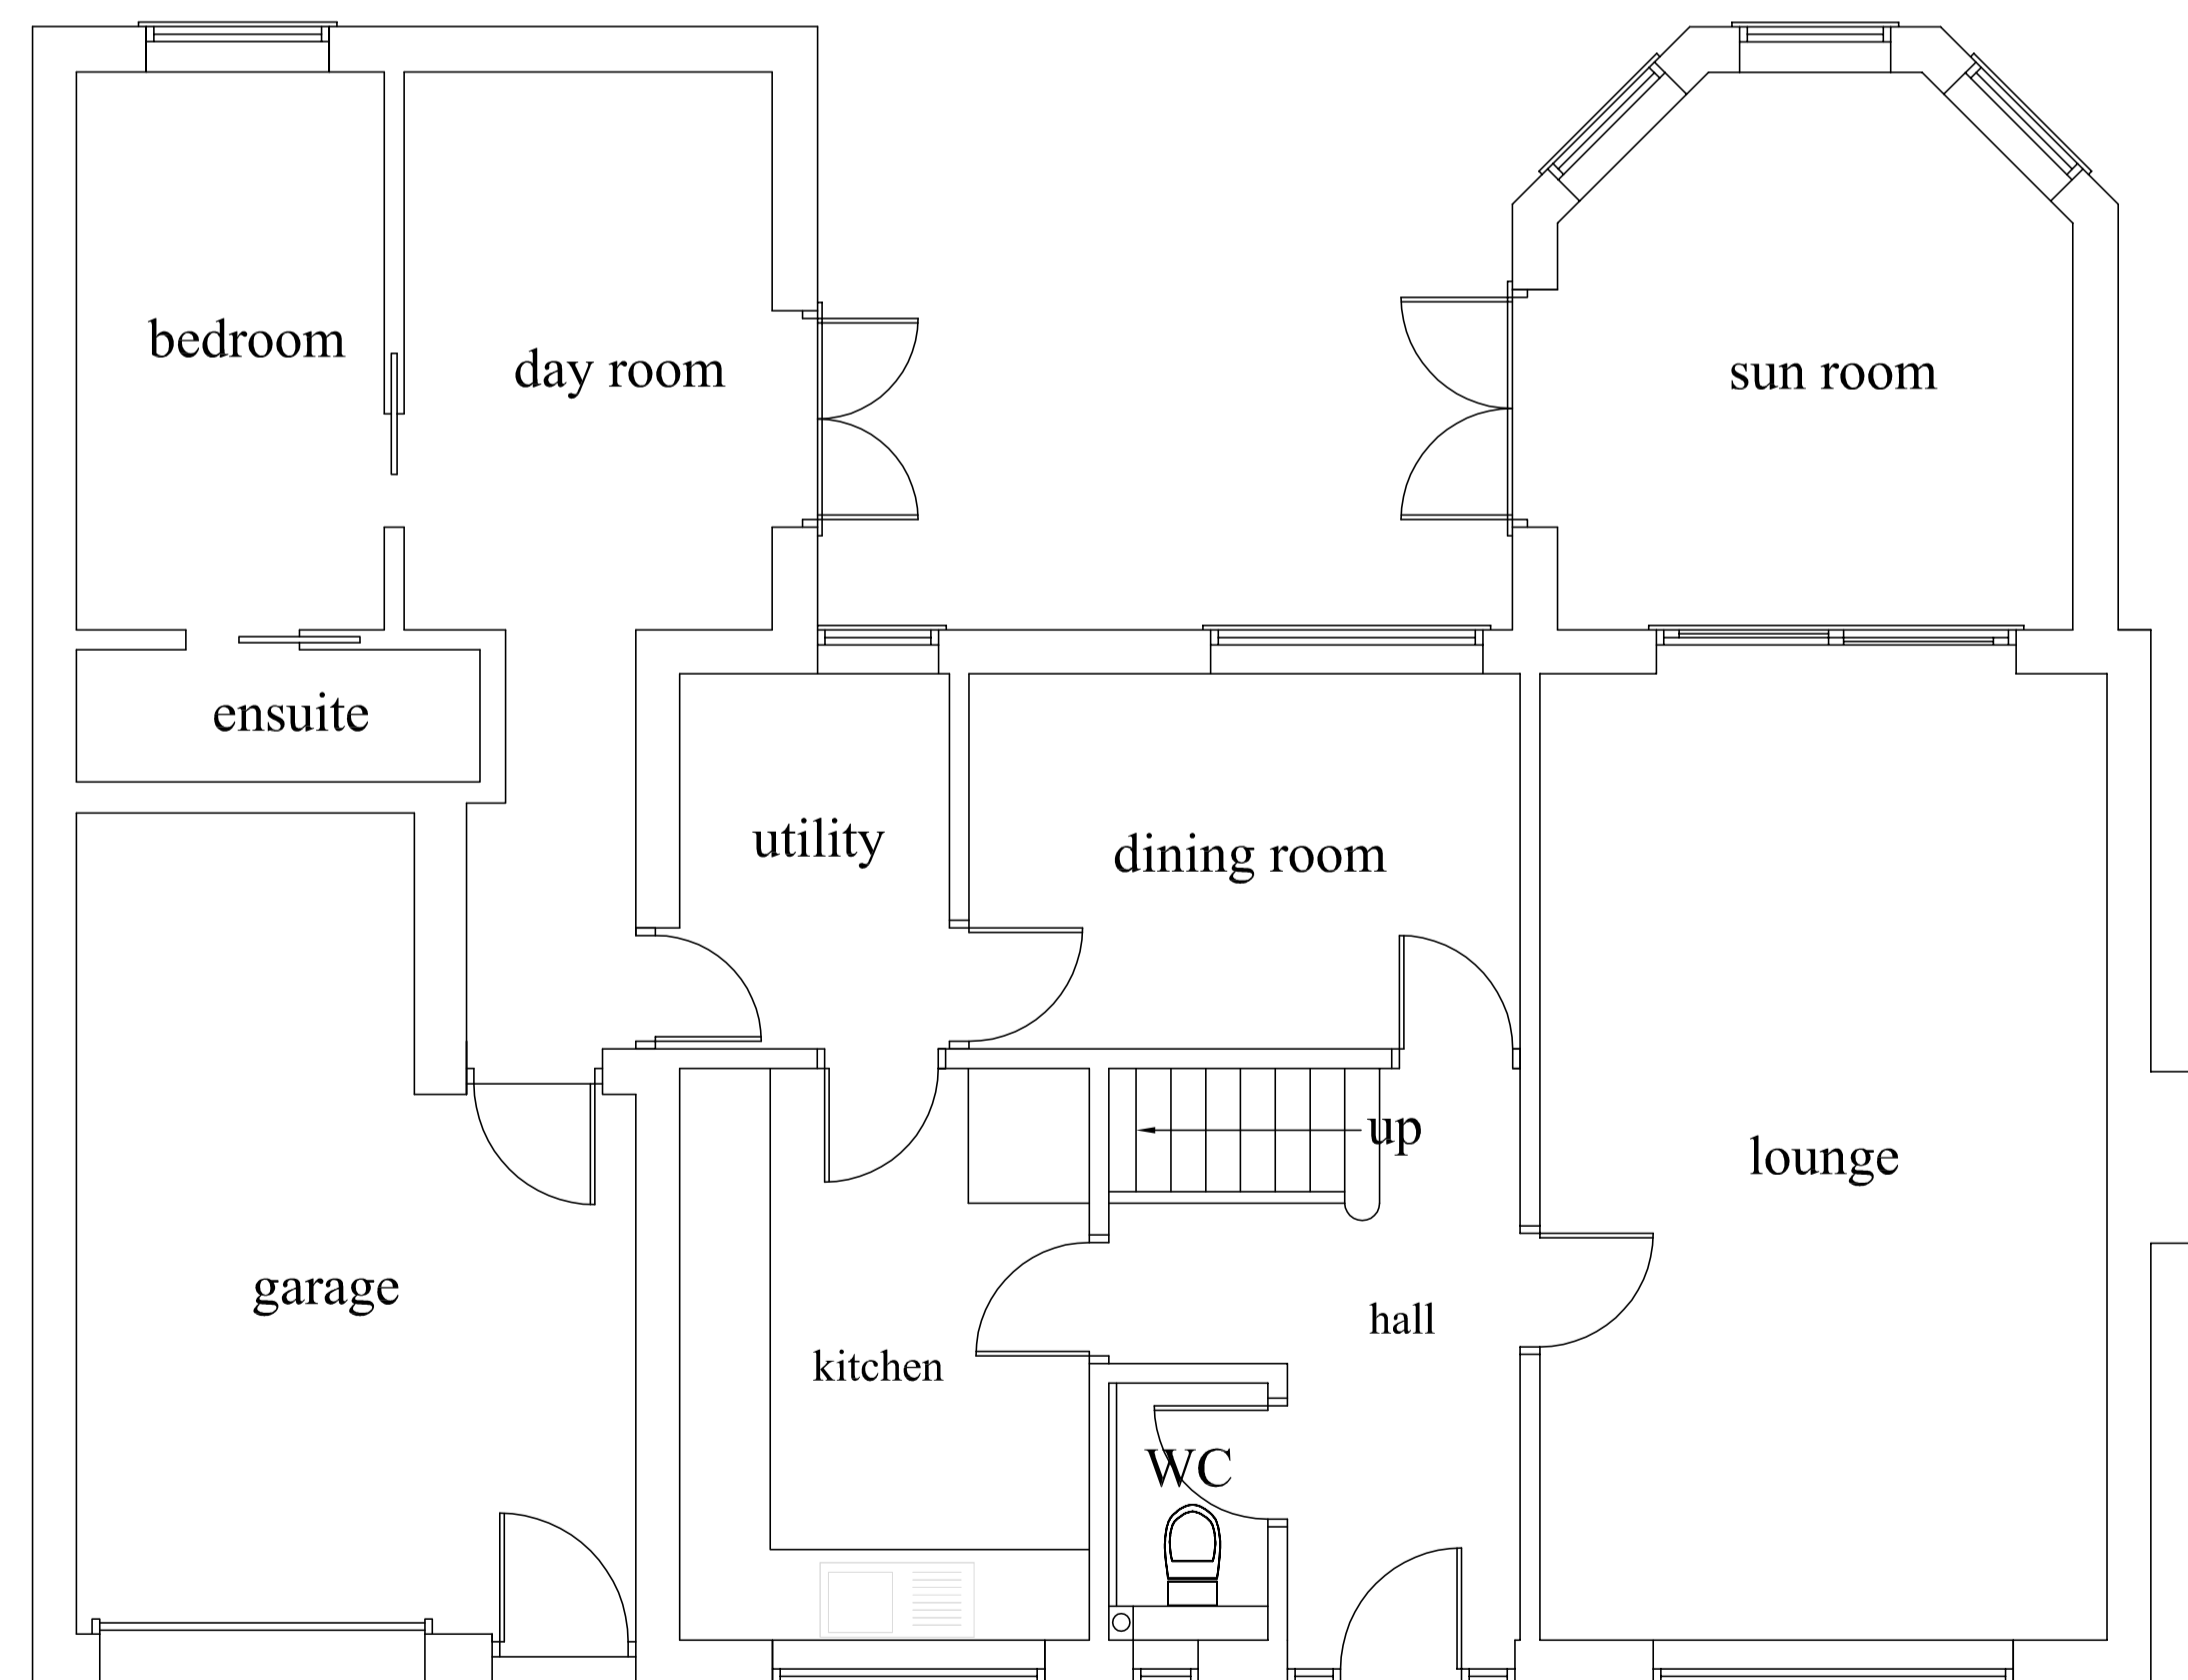 bedroom
day room
sun room
ensuite
utility
dining room
up
lounge
garage
hall
kitchen
WC